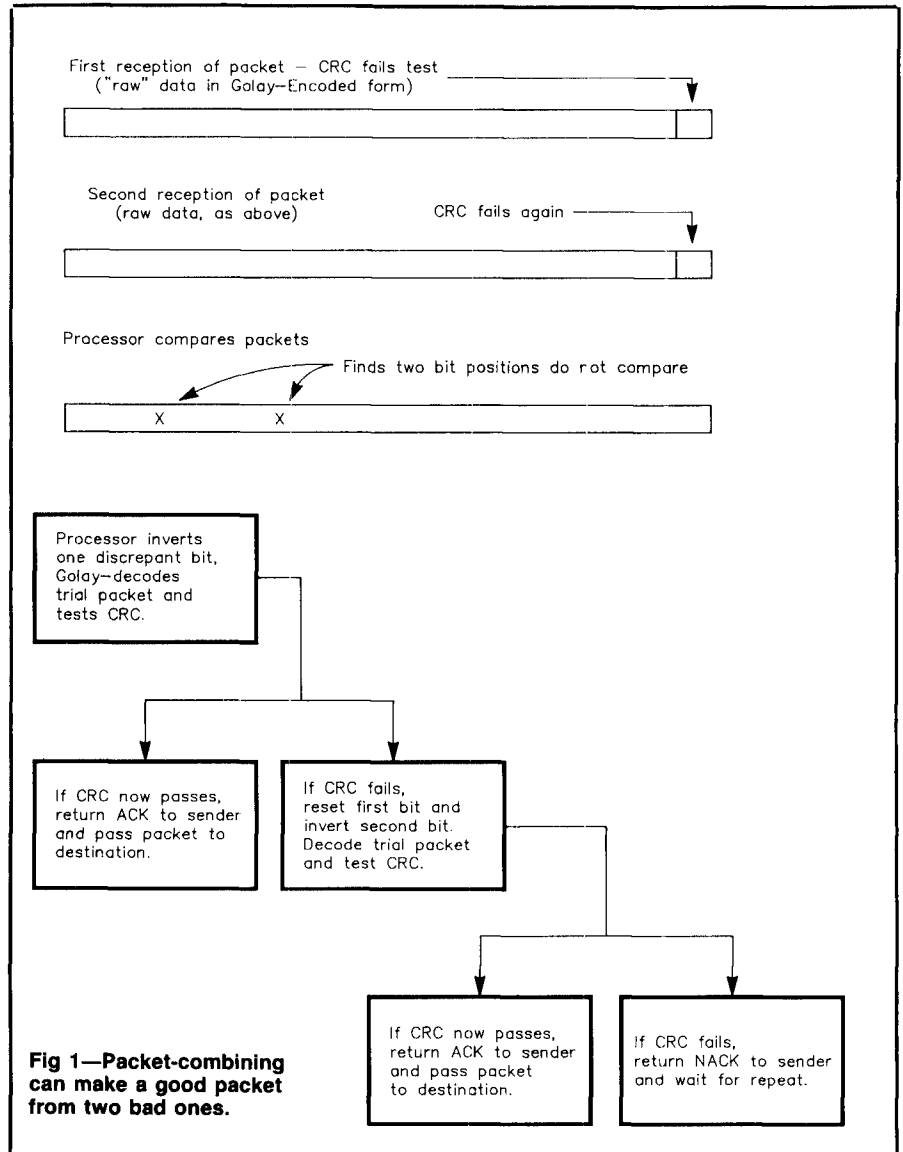 First reception of packet – CRC fails test
("raw" data in Golay–Encoded form)
Second reception of packet
(raw data, as above)
CRC fails again
Processor compares packets
Finds two bit positions do not compare
X X
Processor inverts
one discrepant bit,
Golay–decodes
trial packet and
tests CRC.
If CRC now passes,
return ACK to sender
and pass packet to
destination.
If CRC fails,
reset first bit and
invert second bit.
Decode trial packet
and test CRC.
If CRC now passes,
return ACK to sender
and pass packet
to destination.
If CRC fails,
return NACK to sender
and wait for repeat.
Fig 1—Packet-combining
can make a good packet
from two bad ones.